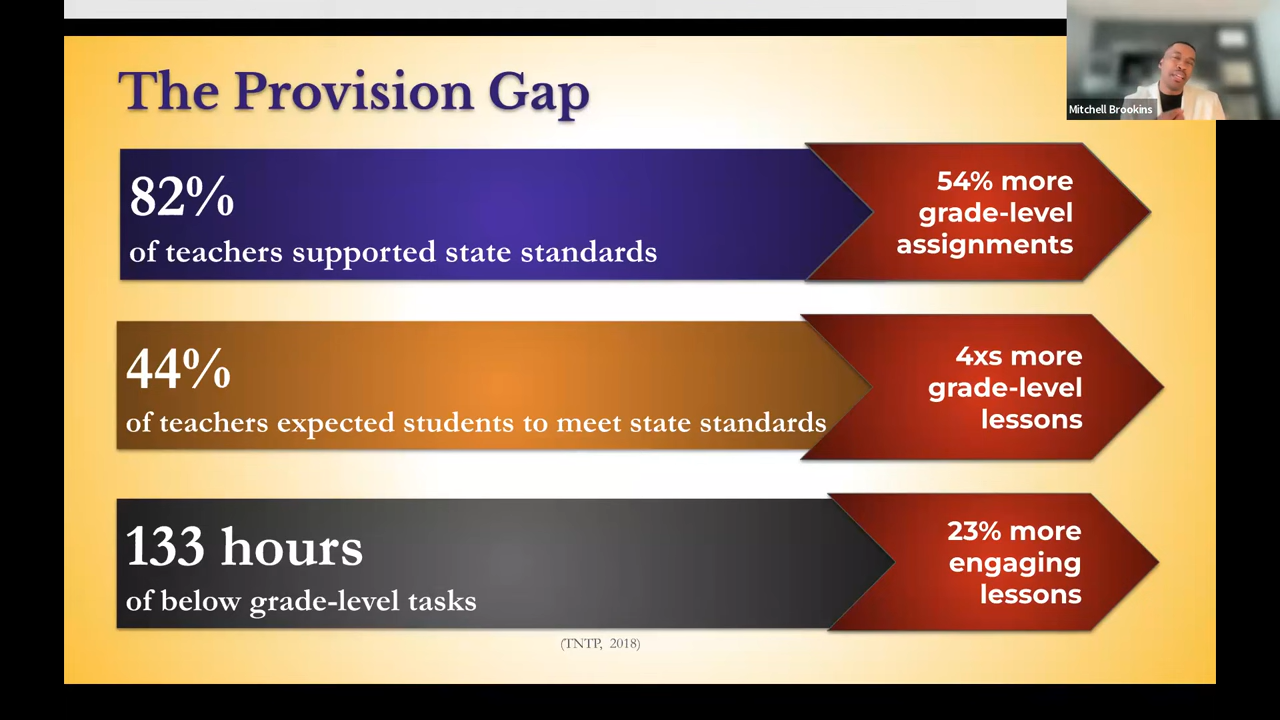 The Provision Gap
Mitchell Brookins
82%
of teachers supported state standards
54% more
grade-level
assignments
44%
of teachers expected students to meet state standards
4xs more
grade-level
lessons
133 hours
of below grade-level tasks
23% more
engaging
lessons
(TNTP, 2018)